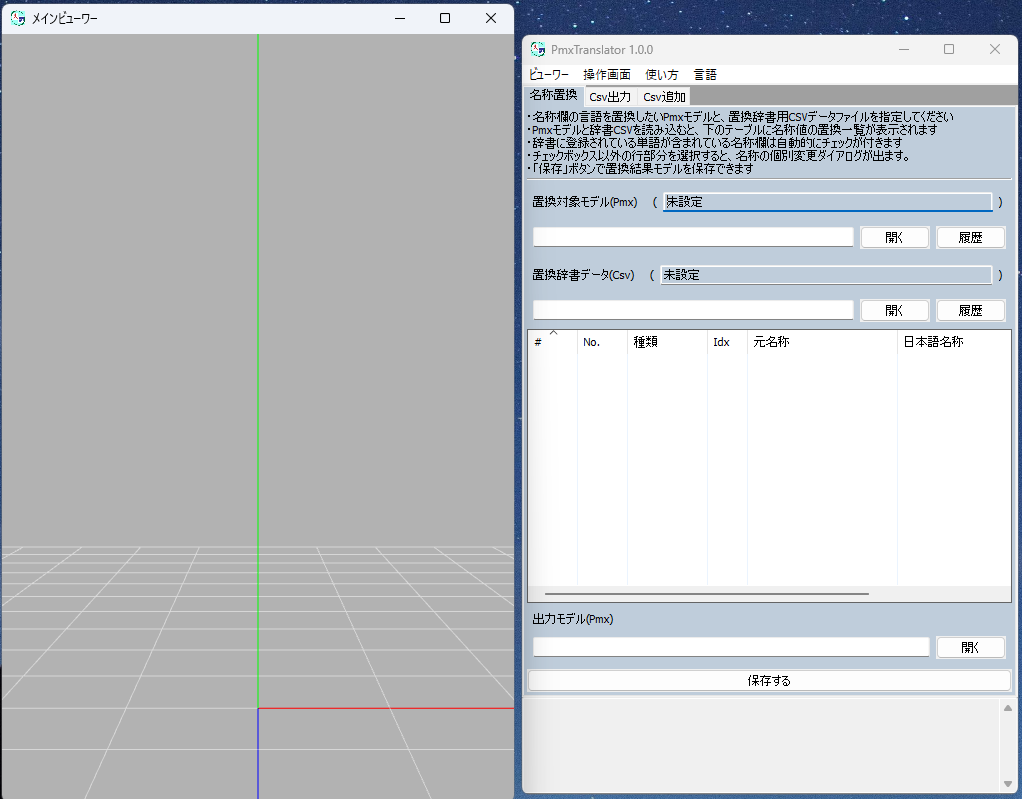 メインビューワー
PmxTranslator 1.0.0
ビューワー 操作画面 使い方 言語
名称置換 Csv出力 Csv追加
・名称欄の言語を置換したいPmxモデルと、置換辞書用CSVデータファイルを指定してください
・Pmxモデルと辞書CSVを読み込むと、下のテーブルに名称値の置換一覧が表示されます
・辞書に登録されている単語が含まれている名称欄は自動的にチェックが付きます
・チェックボックス以外の行部分を選択すると、名称の個別変更ダイアログが出ます。
・「保存」ボタンで置換結果モデルを保存できます
置換対象モデル(Pmx) ( 未設定 )
開く 履歴
置換辞書データ(Csv) ( 未設定 )
開く 履歴
# No. 種類 Idx 元名称 日本語名称
出力モデル(Pmx)
開く
保存する